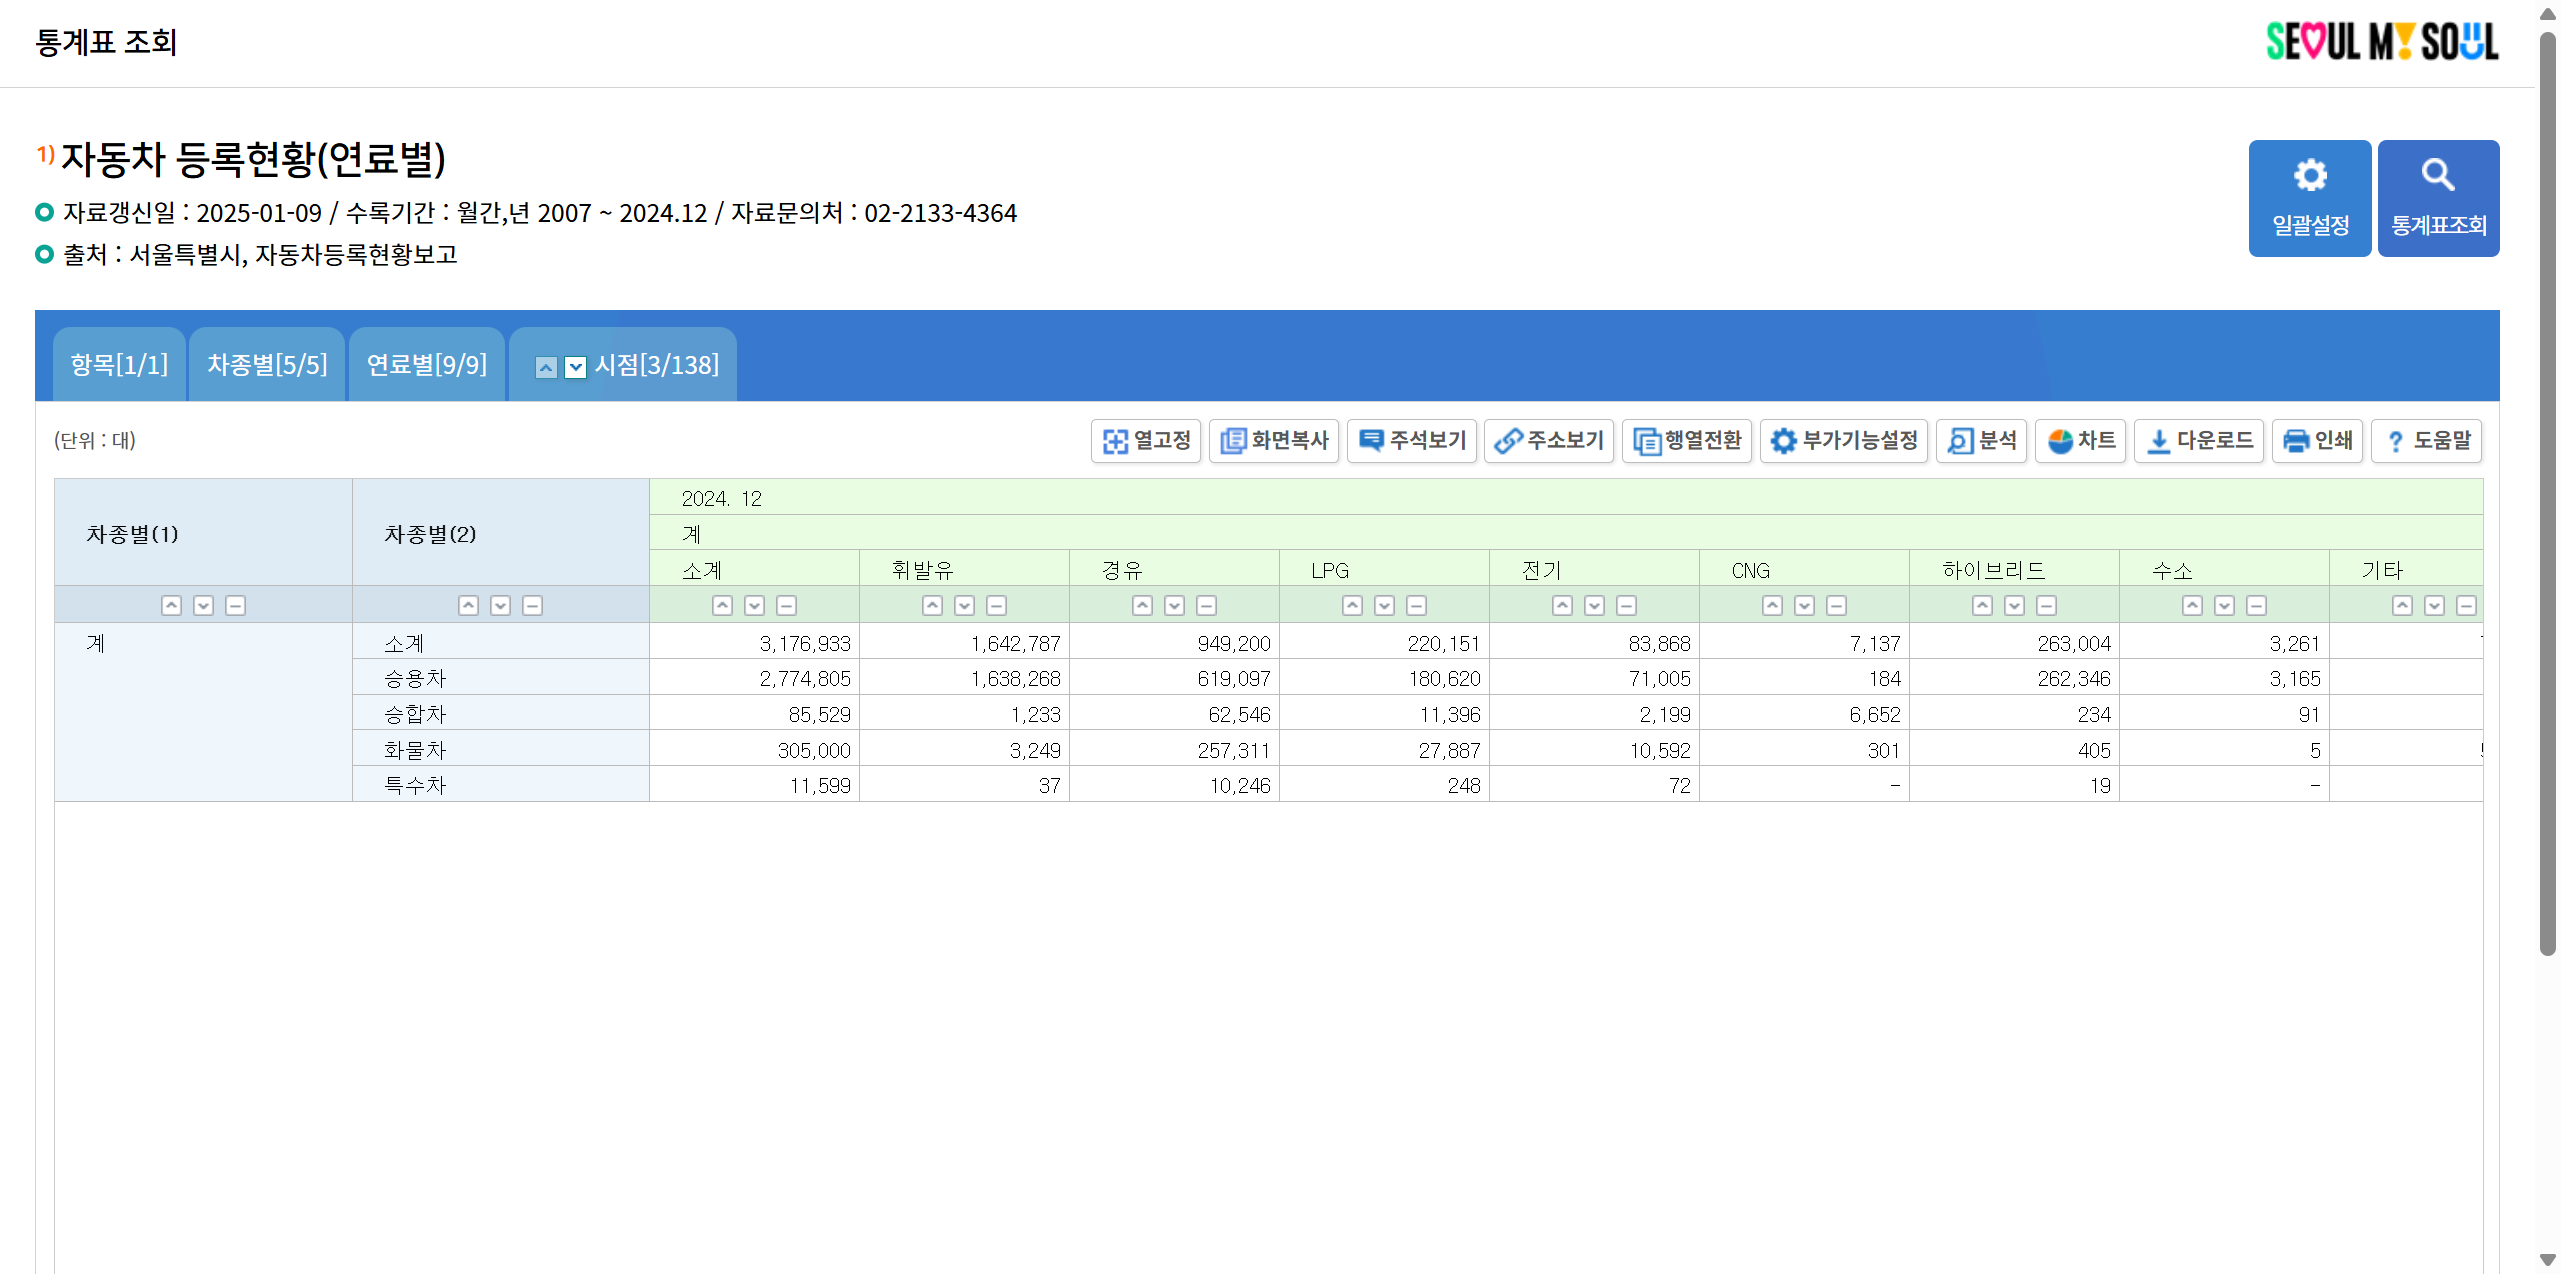 통계표 조회
SEOUL MY SOUL
1) 자동차 등록현황(연료별)
자료갱신일 : 2025-01-09 / 수록기간 : 월간,년 2007 ~ 2024.12 / 자료문의처 : 02-2133-4364
출처 : 서울특별시, 자동차등록현황보고
일괄설정 통계표조회
항목[1/1] 차종별[5/5] 연료별[9/9] 시점[3/138]
(단위 : 대) 열고정 화면복사 주석보기 주소보기 행열전환 부가기능설정 분석 차트 다운로드 인쇄 도움말
차종별(1) 차종별(2) 2024. 12
계
소계 휘발유 경유 LPG 전기 CNG 하이브리드 수소 기타
계 소계 3,176,933 1,642,787 949,200 220,151 83,868 7,137 263,004 3,261
승용차 2,774,805 1,638,268 619,097 180,620 71,005 184 262,346 3,165
승합차 85,529 1,233 62,546 11,396 2,199 6,652 234 91
화물차 305,000 3,249 257,311 27,887 10,592 301 405 5
특수차 11,599 37 10,246 248 72 - 19 -